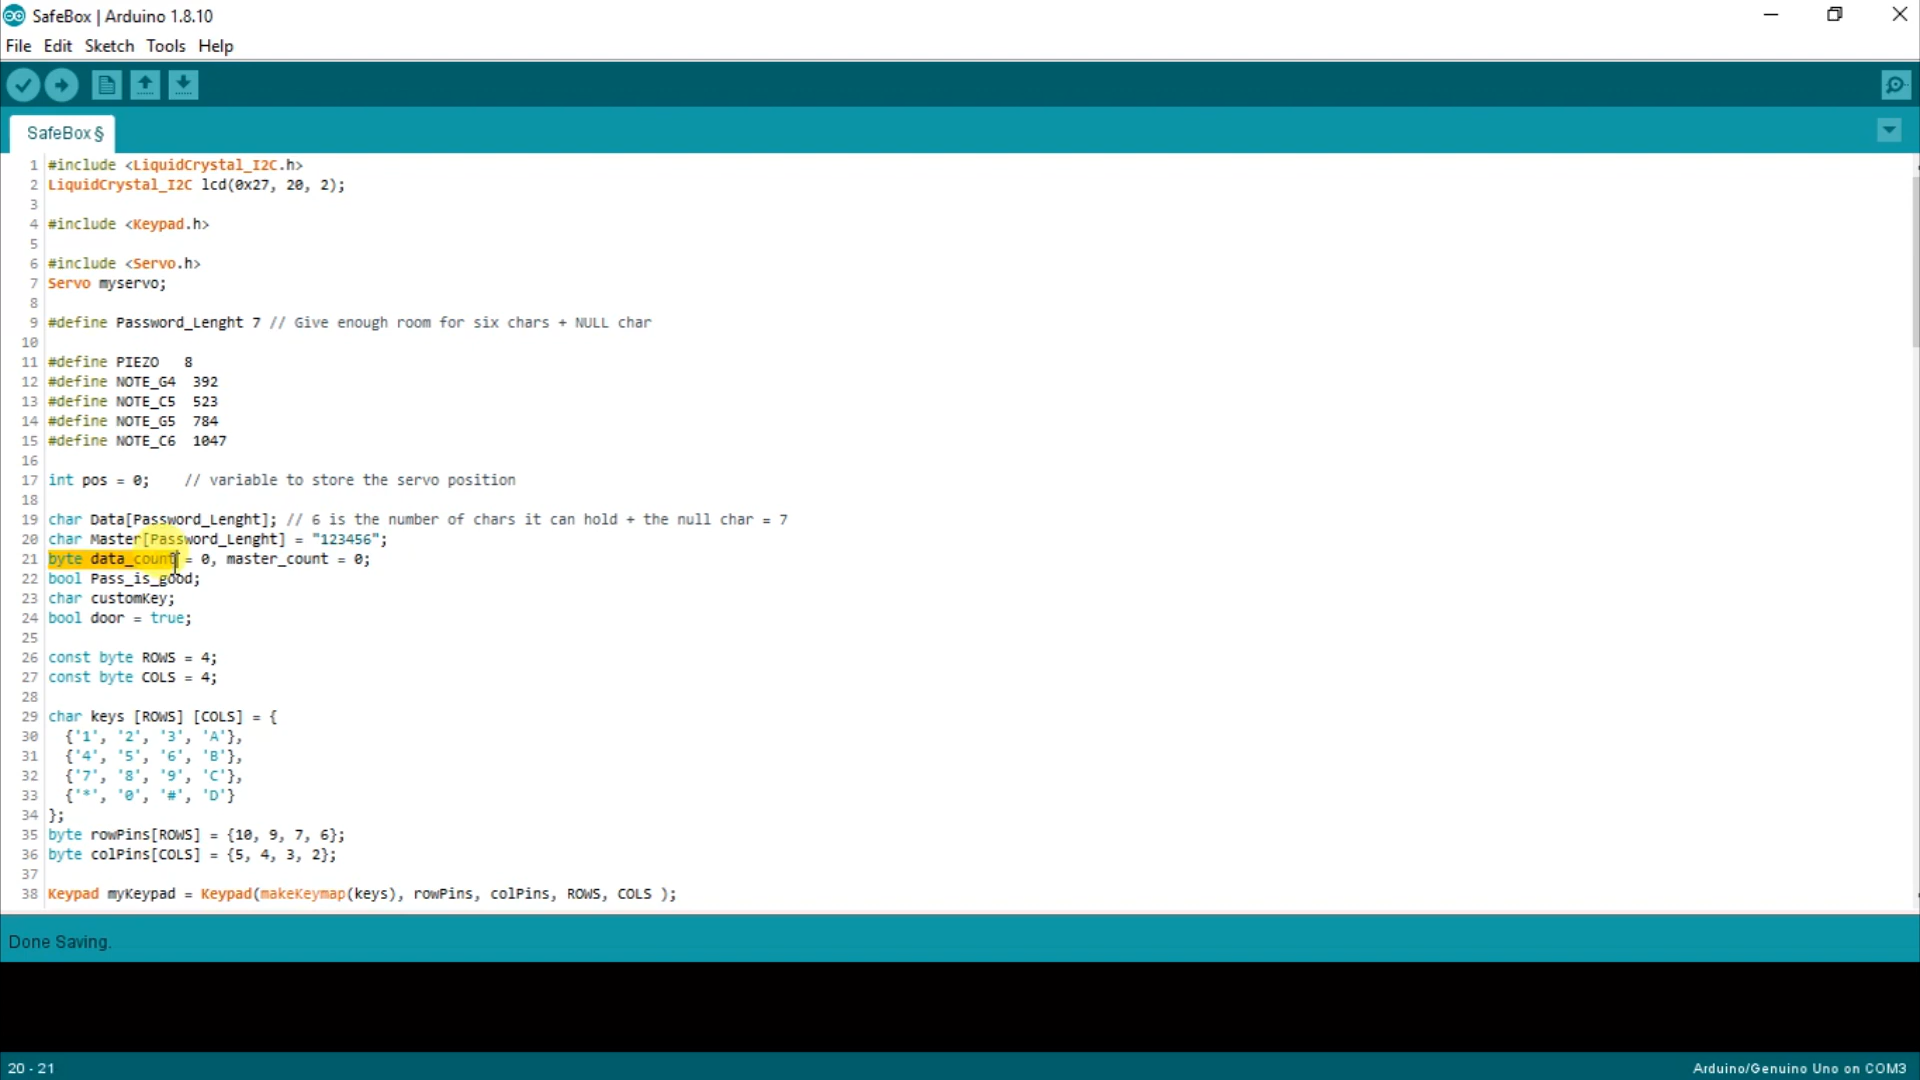 SafeBox | Arduino 1.8.10
File Edit Sketch Tools Help
SafeBox §
1 #include <LiquidCrystal_I2C.h>
2 LiquidCrystal_I2C lcd(0x27, 20, 2);
3
4 #include <Keypad.h>
5
6 #include <Servo.h>
7 Servo myservo;
8
9 #define Password_Lenght 7 // Give enough room for six chars + NULL char
10
11 #define PIEZO   8
12 #define NOTE_G4  392
13 #define NOTE_C5  523
14 #define NOTE_G5  784
15 #define NOTE_C6  1047
16
17 int pos = 0;    // variable to store the servo position
18
19 char Data[Password_Lenght]; // 6 is the number of chars it can hold + the null char = 7
20 char Master[Password_Lenght] = "123456";
21 byte data_count = 0, master_count = 0;
22 bool Pass_is_good;
23 char customKey;
24 bool door = true;
25
26 const byte ROWS = 4;
27 const byte COLS = 4;
28
29 char keys [ROWS] [COLS] = {
30   {'1', '2', '3', 'A'},
31   {'4', '5', '6', 'B'},
32   {'7', '8', '9', 'C'},
33   {'*', '0', '#', 'D'}
34 };
35 byte rowPins[ROWS] = {10, 9, 7, 6};
36 byte colPins[COLS] = {5, 4, 3, 2};
37
38 Keypad myKeypad = Keypad(makeKeymap(keys), rowPins, colPins, ROWS, COLS );
Done Saving.
20 - 21
Arduino/Genuino Uno on COM3